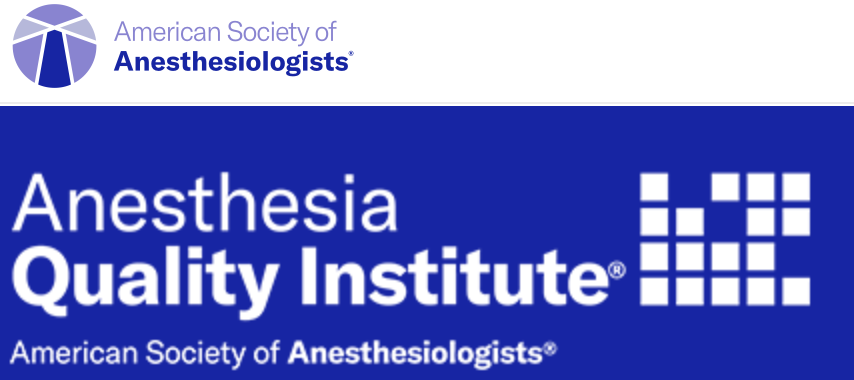 American Society of
Anesthesiologists®
Anesthesia
Quality Institute®
American Society of Anesthesiologists®